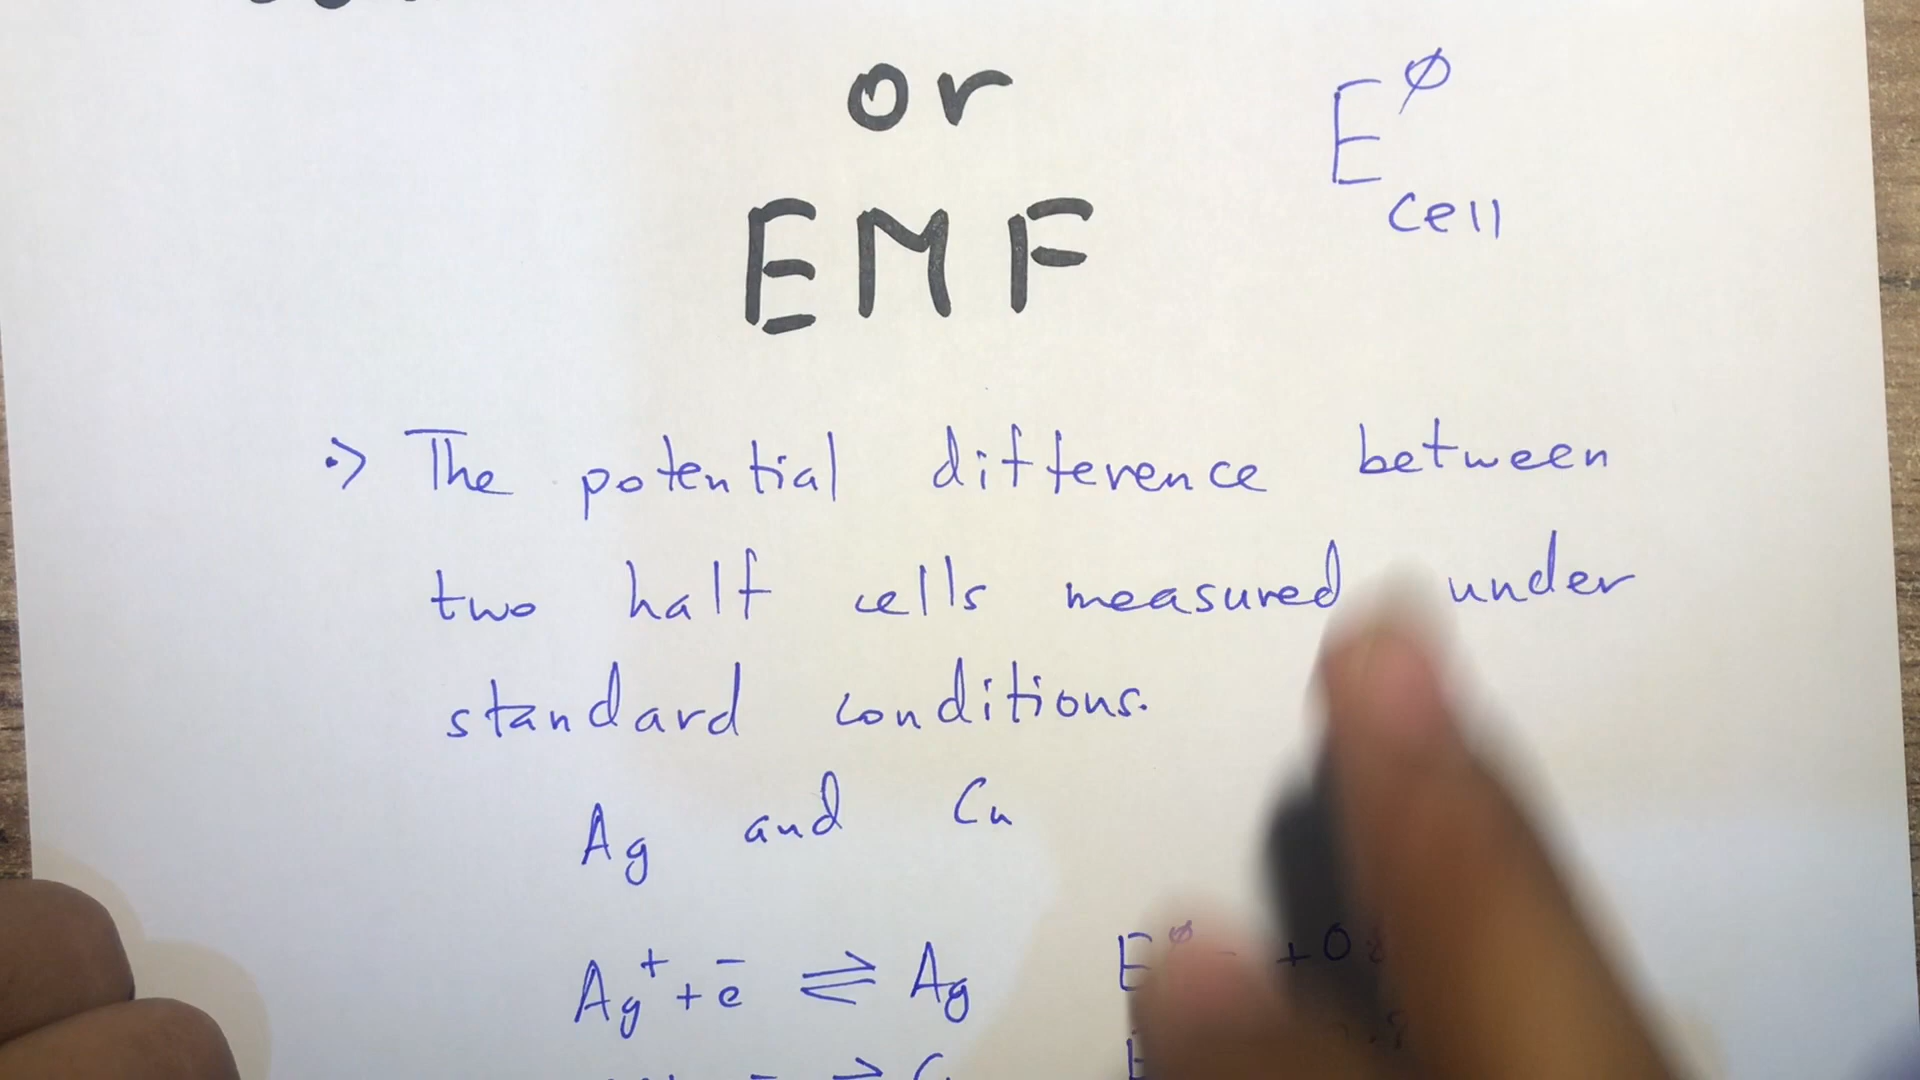 or
E⌀ cell
EMF
•> The potential difference between
two half cells measured under
standard conditions.
Ag and Cu
Ag⁺ + e⁻ ⇌ Ag E⌀ +0